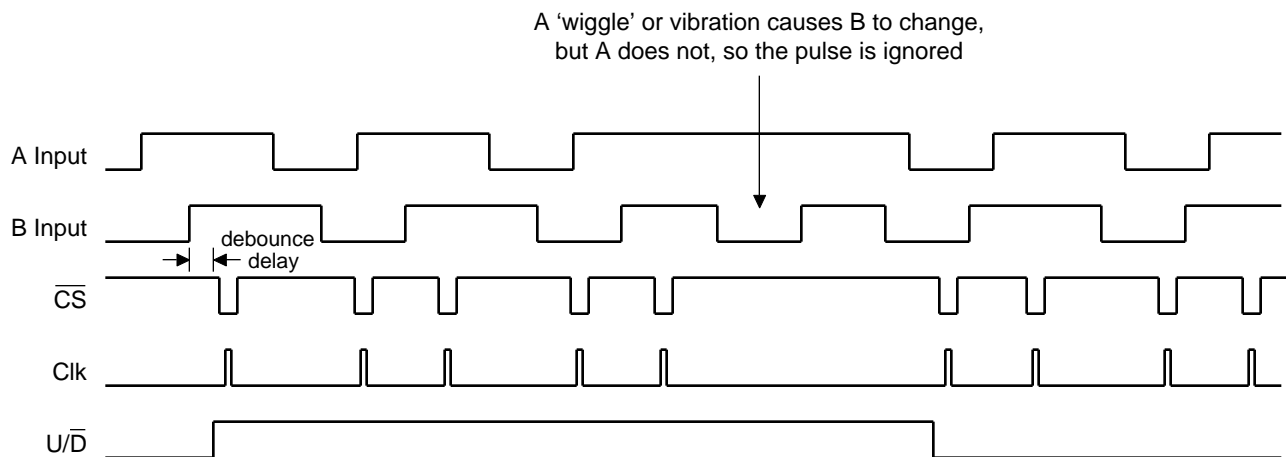 A ‘wiggle’ or vibration causes B to change,
but A does not, so the pulse is ignored
A Input
B Input
debounce
delay
C̅S̅
Clk
U/D̅